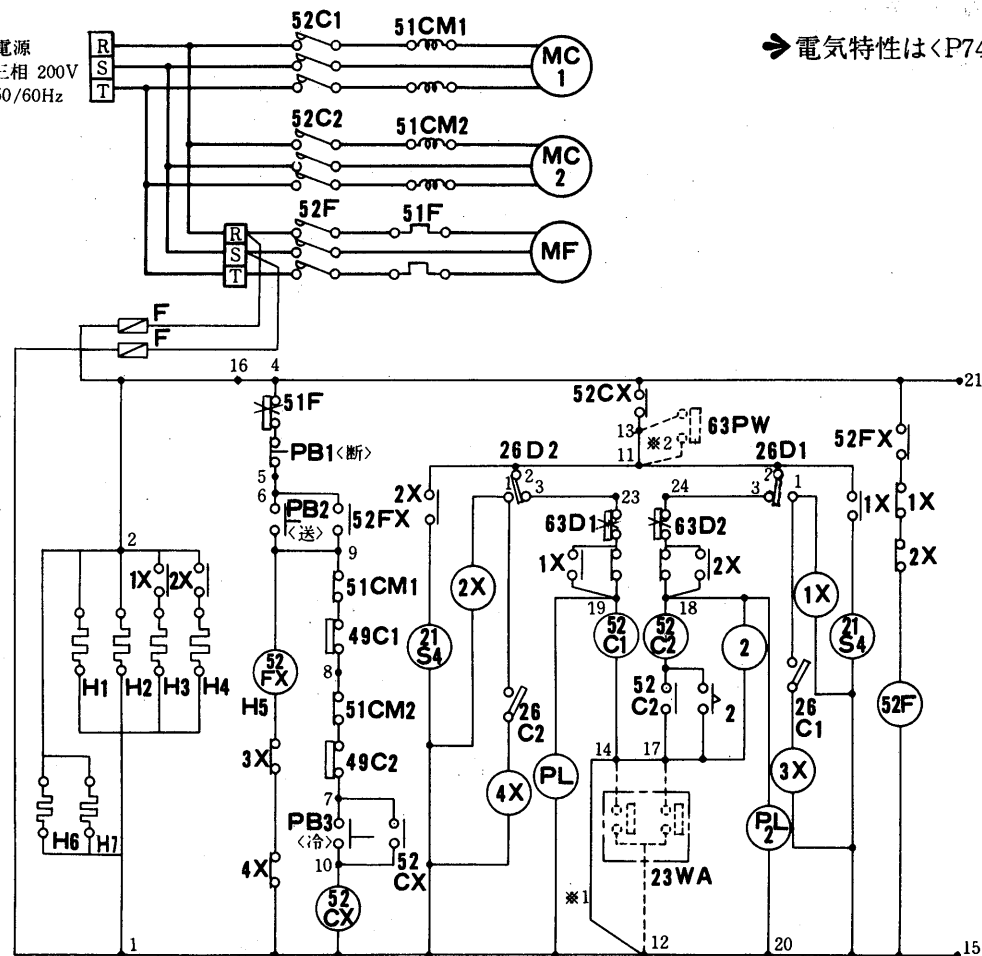 52C1
51CM1
電源
三相 200V
50/60Hz
R
S
T
MC
1
➔電気特性は〈P74
52C2
51CM2
MC
2
52F
51F
R
S
T
MF
F
F
16
4
21
51F
52CX
63PW
13
※2
11
PB1〈断〉
52FX
26D2
26D1
5
6
2X
1
2
3
23
24
3
2
1
PB2
〈送〉
52FX
1X
1X
2X
63D1
63D2
2
9
1X
2X
1X
2X
51CM1
2X
1X
19
18
49C1
52
C1
52
C2
2
21
S4
21
S4
52
FX
8
H1
H2
H3
H4
H5
51CM2
52
C2
2
26
C2
26
C1
52F
3X
49C2
14
17
PL
4X
3X
7
PB3
〈冷〉
H6
H7
52
CX
PL
2
4X
10
23WA
52
CX
※1
1
12
20
15